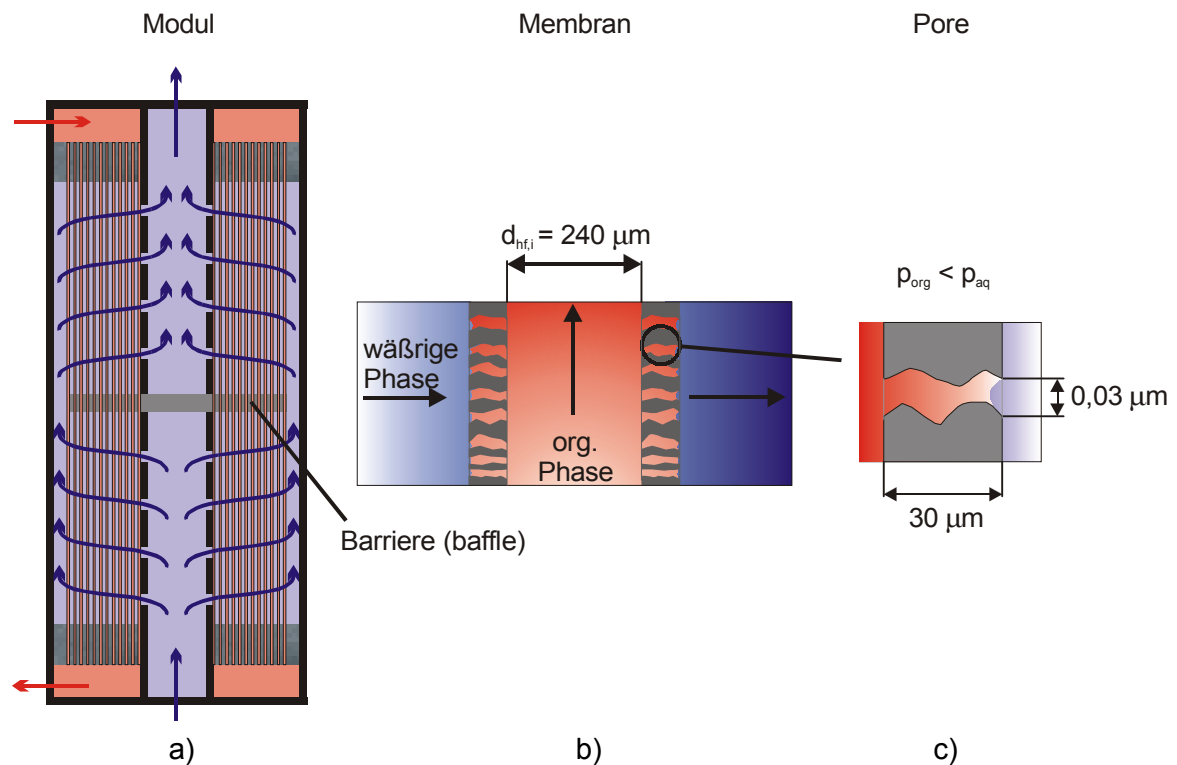 Modul
Membran
Pore
d_hf,i = 240 μm
p_org < p_aq
wäßrige
Phase
org.
Phase
0,03 μm
30 μm
Barriere (baffle)
a)
b)
c)